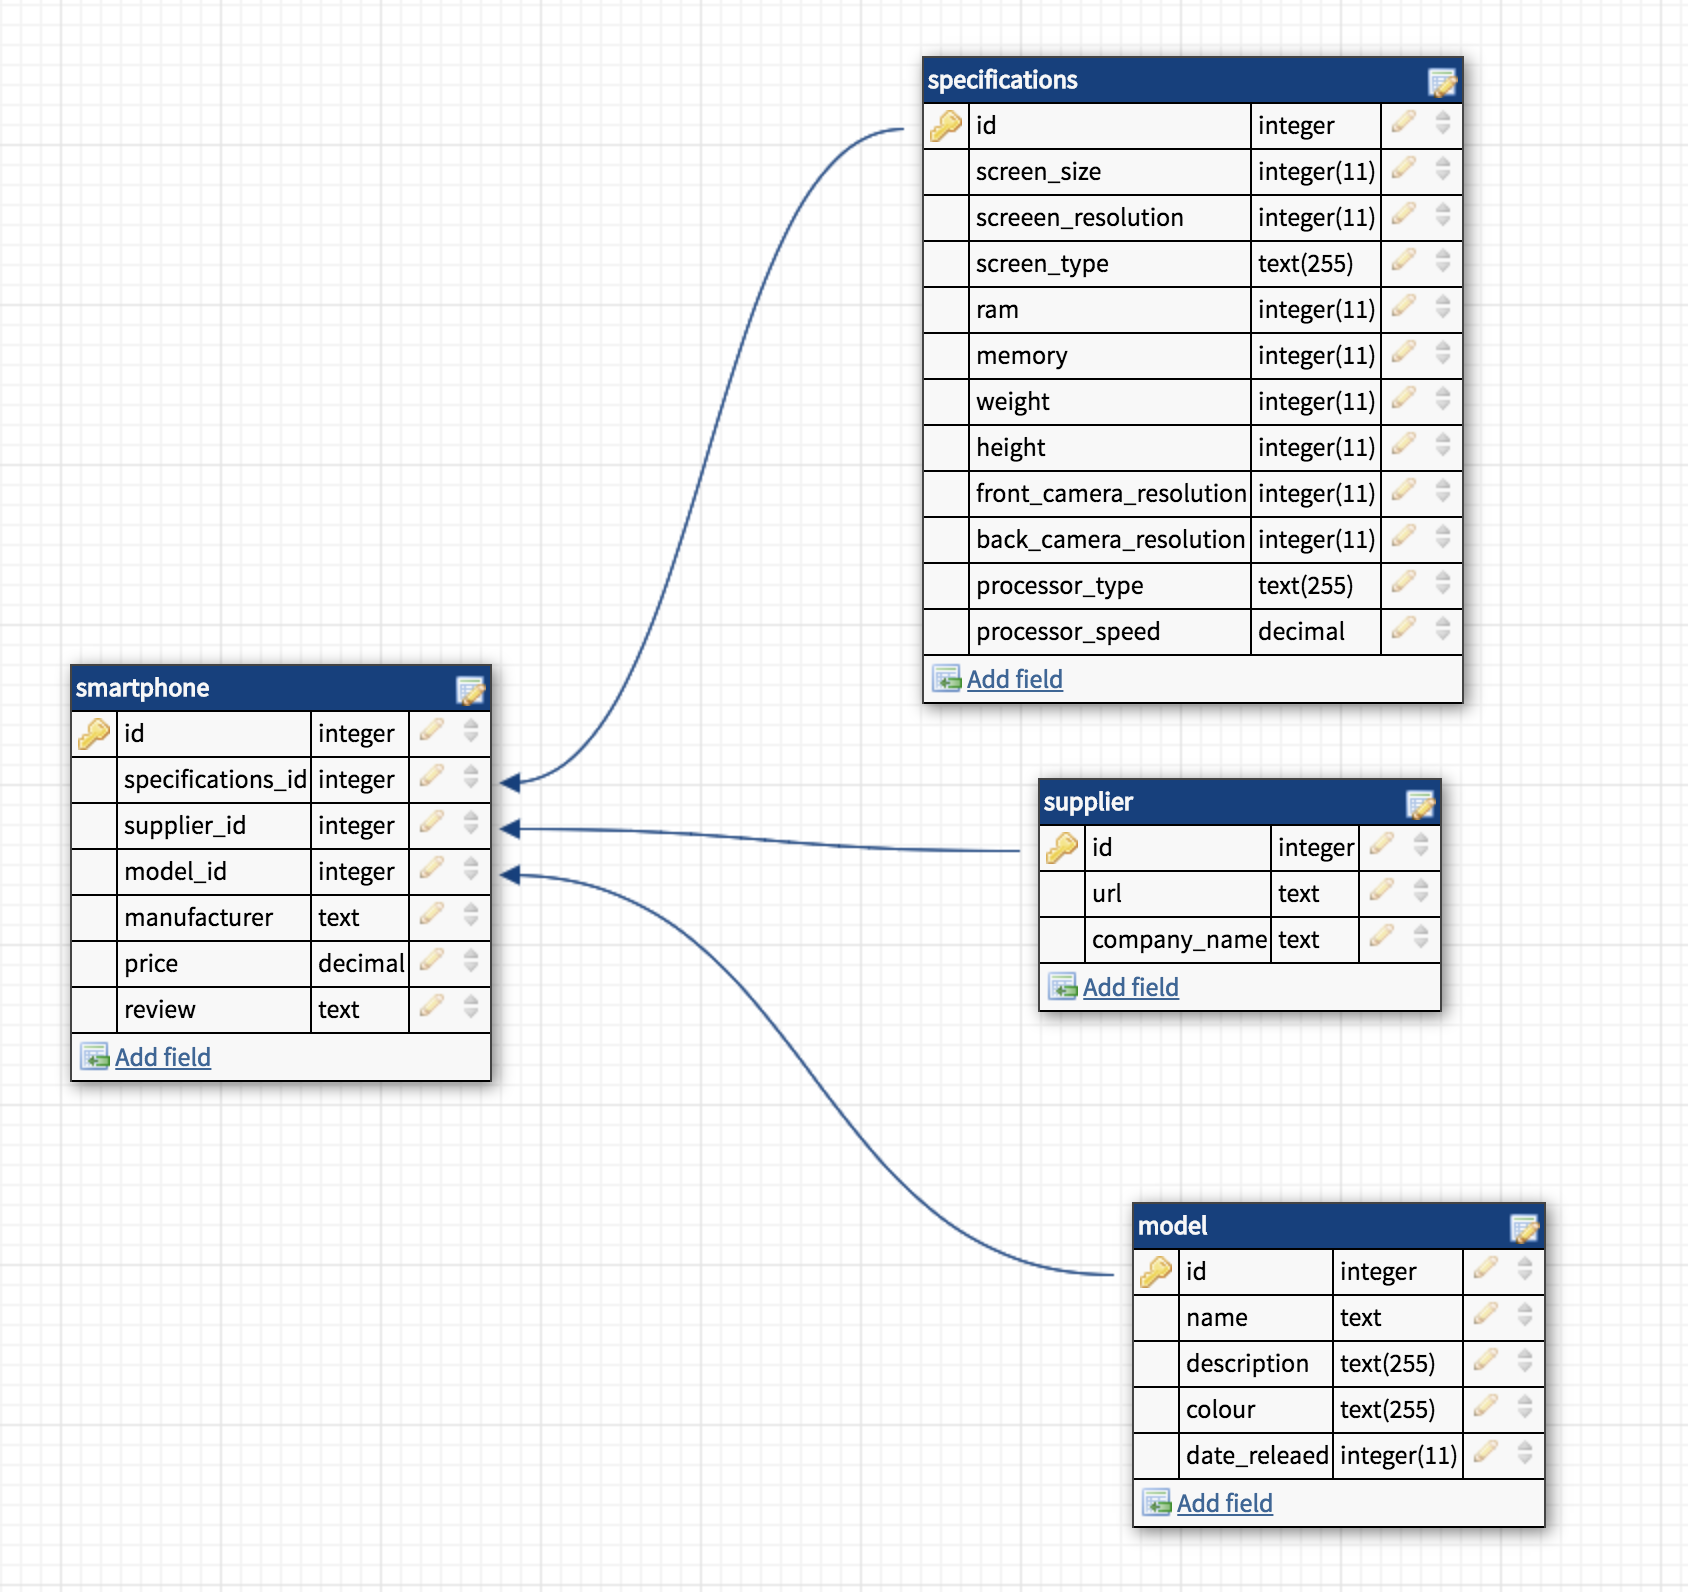 specifications
id integer
screen_size integer(11)
screeen_resolution integer(11)
screen_type text(255)
ram integer(11)
memory integer(11)
weight integer(11)
height integer(11)
front_camera_resolution integer(11)
back_camera_resolution integer(11)
processor_type text(255)
processor_speed decimal
Add field
smartphone
id integer
specifications_id integer
supplier_id integer
model_id integer
manufacturer text
price decimal
review text
Add field
supplier
id integer
url text
company_name text
Add field
model
id integer
name text
description text(255)
colour text(255)
date_releaed integer(11)
Add field